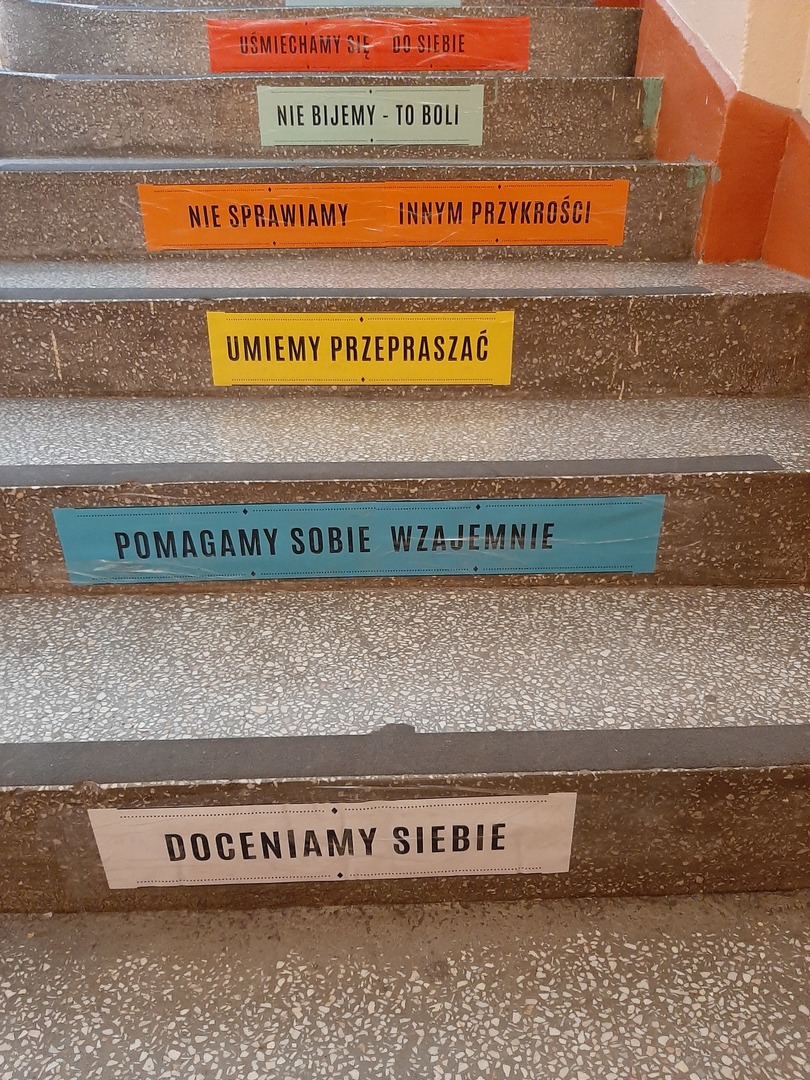 UŚMIECHAMY SIĘ DO SIEBIE
NIE BIJEMY - TO BOLI
NIE SPRAWIAMY INNYM PRZYKROŚCI
UMIEMY PRZEPRASZAĆ
POMAGAMY SOBIE WZAJEMNIE
DOCENIAMY SIEBIE